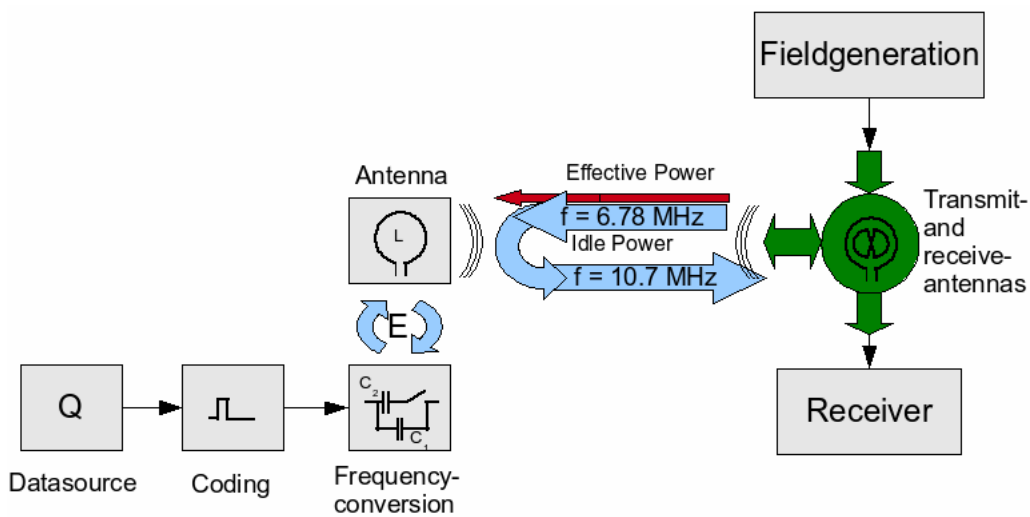 Fieldgeneration
Effective Power
Antenna
f = 6.78 MHz
Transmit-
and
receive-
antennas
L
Idle Power
f = 10.7 MHz
E
C2
Q
Receiver
C1
Datasource
Coding
Frequency-
conversion